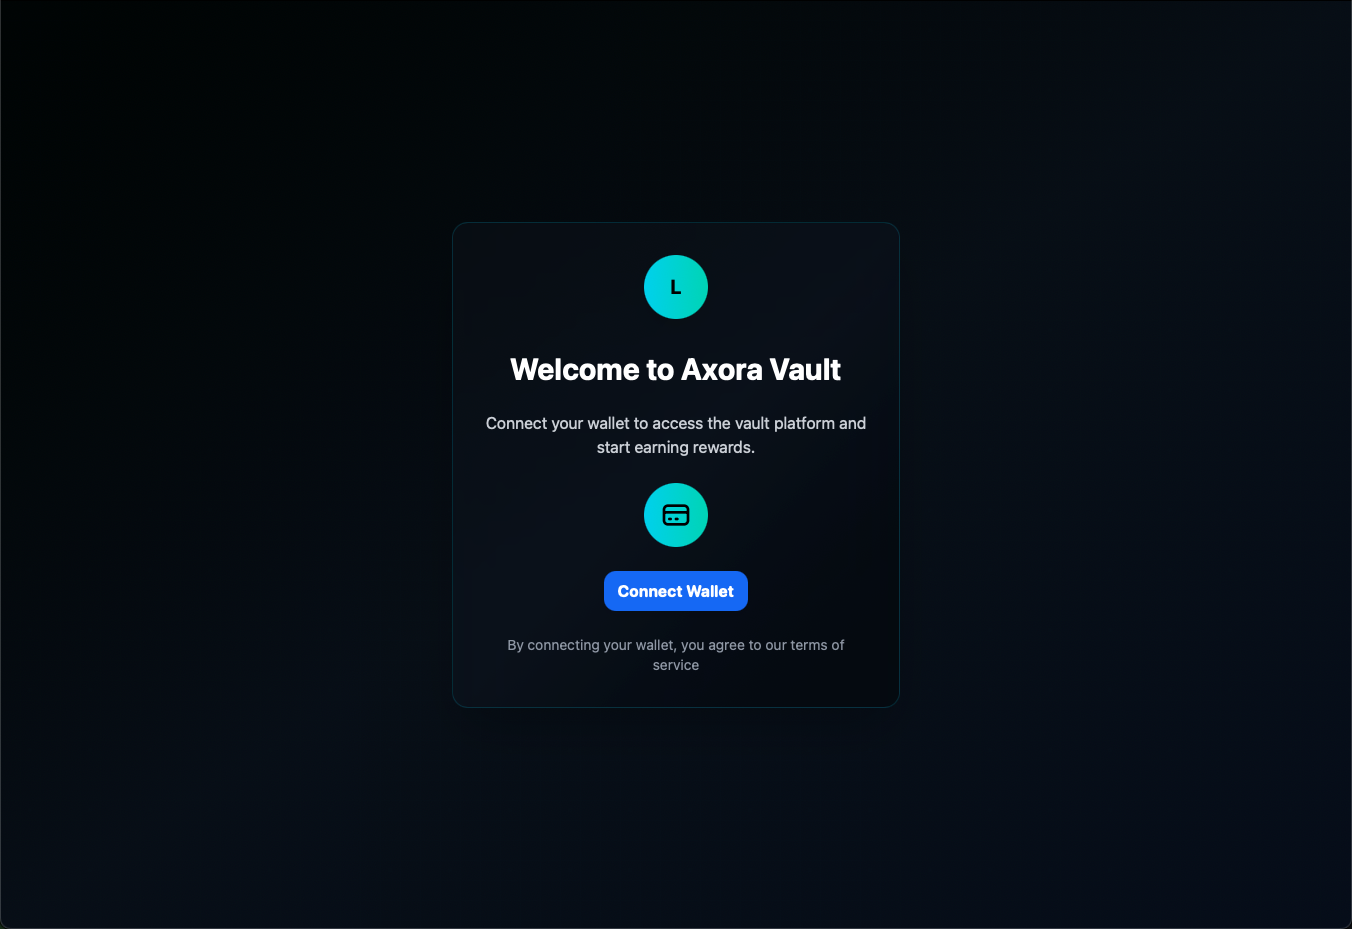 L
Welcome to Axora Vault
Connect your wallet to access the vault platform and
start earning rewards.
Connect Wallet
By connecting your wallet, you agree to our terms of
service